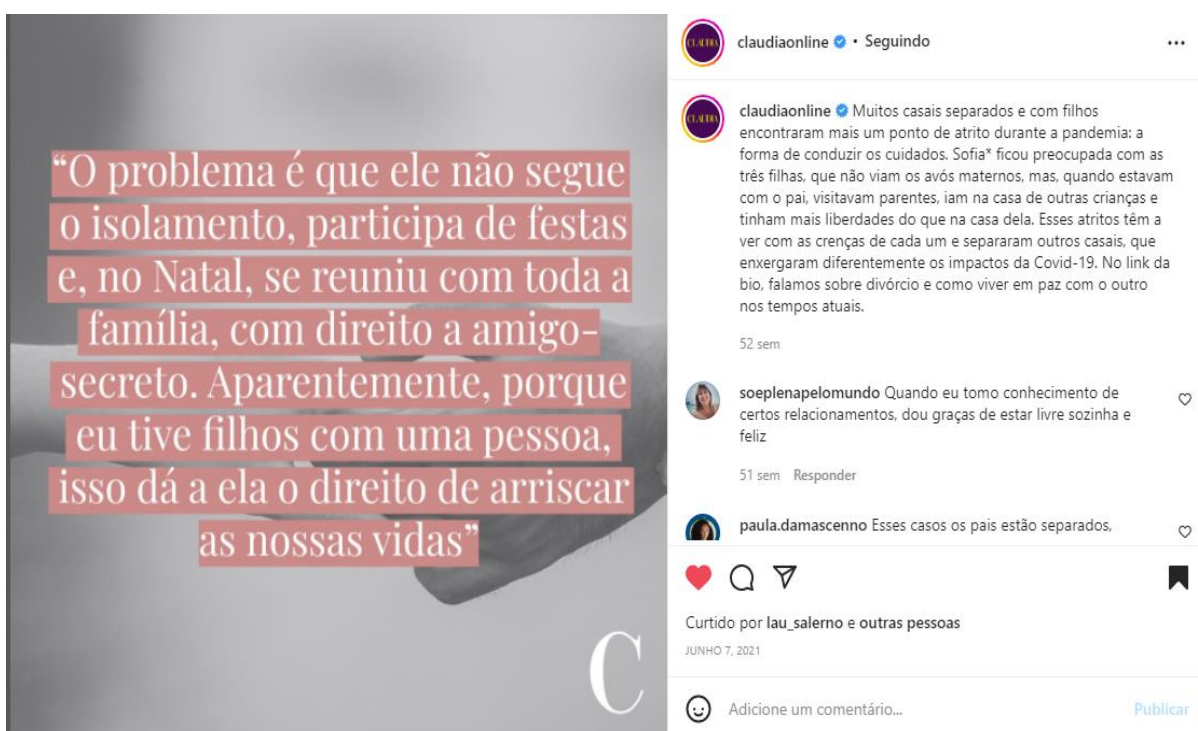 “O problema é que ele não segue
o isolamento, participa de festas
e, no Natal, se reuniu com toda a
família, com direito a amigo-
secreto. Aparentemente, porque
eu tive filhos com uma pessoa,
isso dá a ela o direito de arriscar
as nossas vidas”
C
CLAUDIA
claudiaonline • Seguindo
CLAUDIA
claudiaonline Muitos casais separados e com filhos
encontraram mais um ponto de atrito durante a pandemia: a
forma de conduzir os cuidados. Sofia* ficou preocupada com as
três filhas, que não viam os avós maternos, mas, quando estavam
com o pai, visitavam parentes, iam na casa de outras crianças e
tinham mais liberdades do que na casa dela. Esses atritos têm a
ver com as crenças de cada um e separaram outros casais, que
enxergaram diferentemente os impactos da Covid-19. No link da
bio, falamos sobre divórcio e como viver em paz com o outro
nos tempos atuais.
52 sem
soeplenapelomundo Quando eu tomo conhecimento de
certos relacionamentos, dou graças de estar livre sozinha e
feliz
51 sem Responder
paula.damascenno Esses casos os pais estão separados,
Curtido por lau_salerno e outras pessoas
JUNHO 7, 2021
Adicione um comentário... Publicar